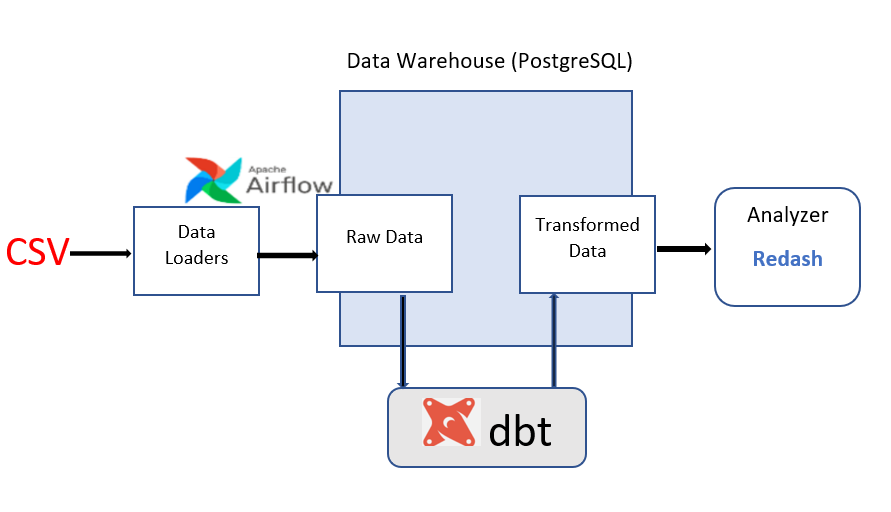 Data Warehouse (PostgreSQL)
Apache
Airflow
CSV
Data
Loaders
Raw Data
Transformed
Data
Analyzer
Redash
dbt